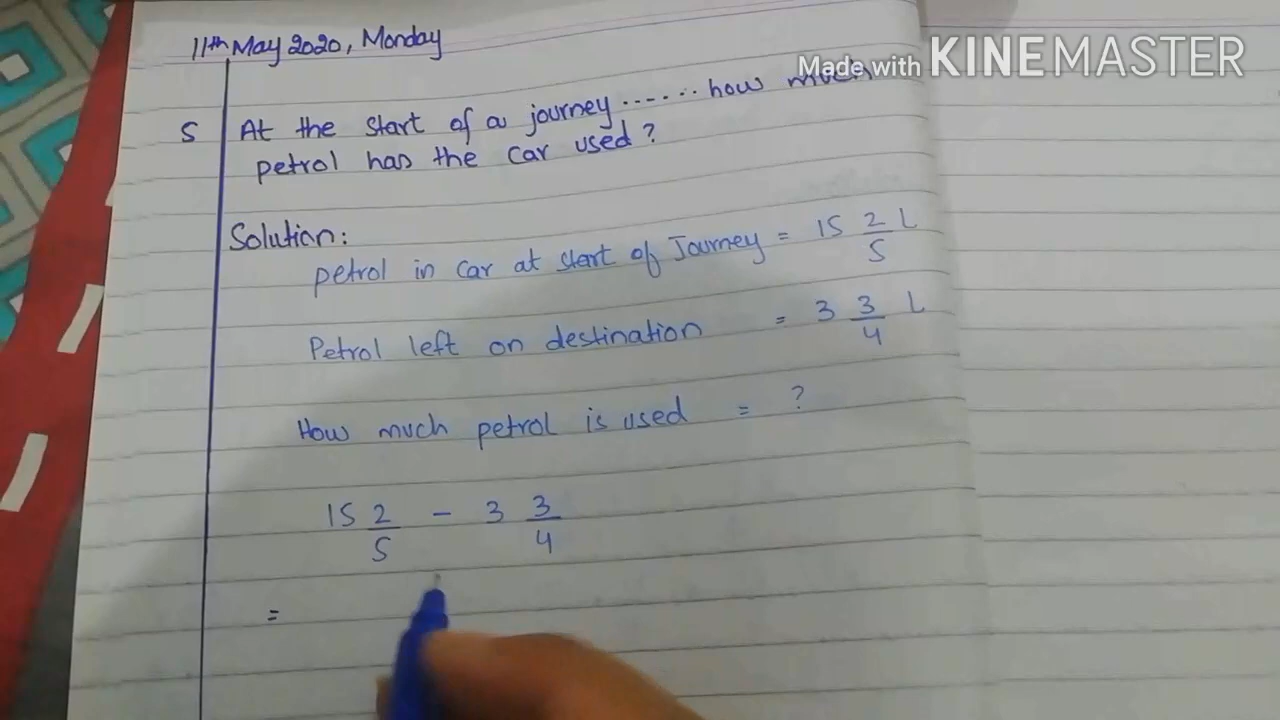 11th May 2020, Monday
Made with KINEMASTER
5 At the start of a journey ...... how much
petrol has the car used?
Solution:
petrol in car at start of Journey = 15 2/5 L
Petrol left on destination = 3 3/4 L
How much petrol is used = ?
15 2/5 - 3 3/4
=